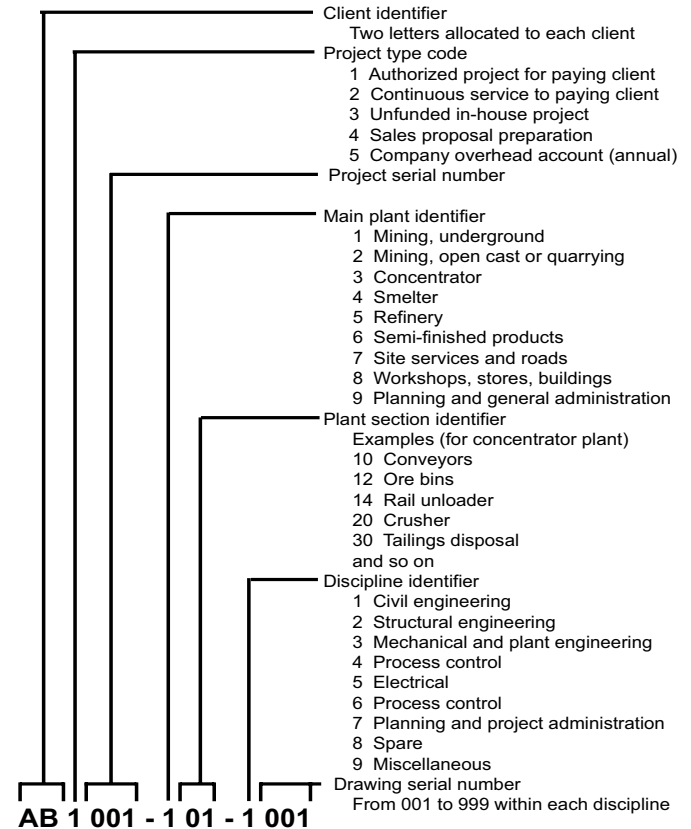 Client identifier
Two letters allocated to each client
Project type code
1 Authorized project for paying client
2 Continuous service to paying client
3 Unfunded in-house project
4 Sales proposal preparation
5 Company overhead account (annual)
Project serial number
Main plant identifier
1 Mining, underground
2 Mining, open cast or quarrying
3 Concentrator
4 Smelter
5 Refinery
6 Semi-finished products
7 Site services and roads
8 Workshops, stores, buildings
9 Planning and general administration
Plant section identifier
Examples (for concentrator plant)
10 Conveyors
12 Ore bins
14 Rail unloader
20 Crusher
30 Tailings disposal
and so on
Discipline identifier
1 Civil engineering
2 Structural engineering
3 Mechanical and plant engineering
4 Process control
5 Electrical
6 Process control
7 Planning and project administration
8 Spare
9 Miscellaneous
Drawing serial number
From 001 to 999 within each discipline
AB 1 001 - 1 01 - 1 001